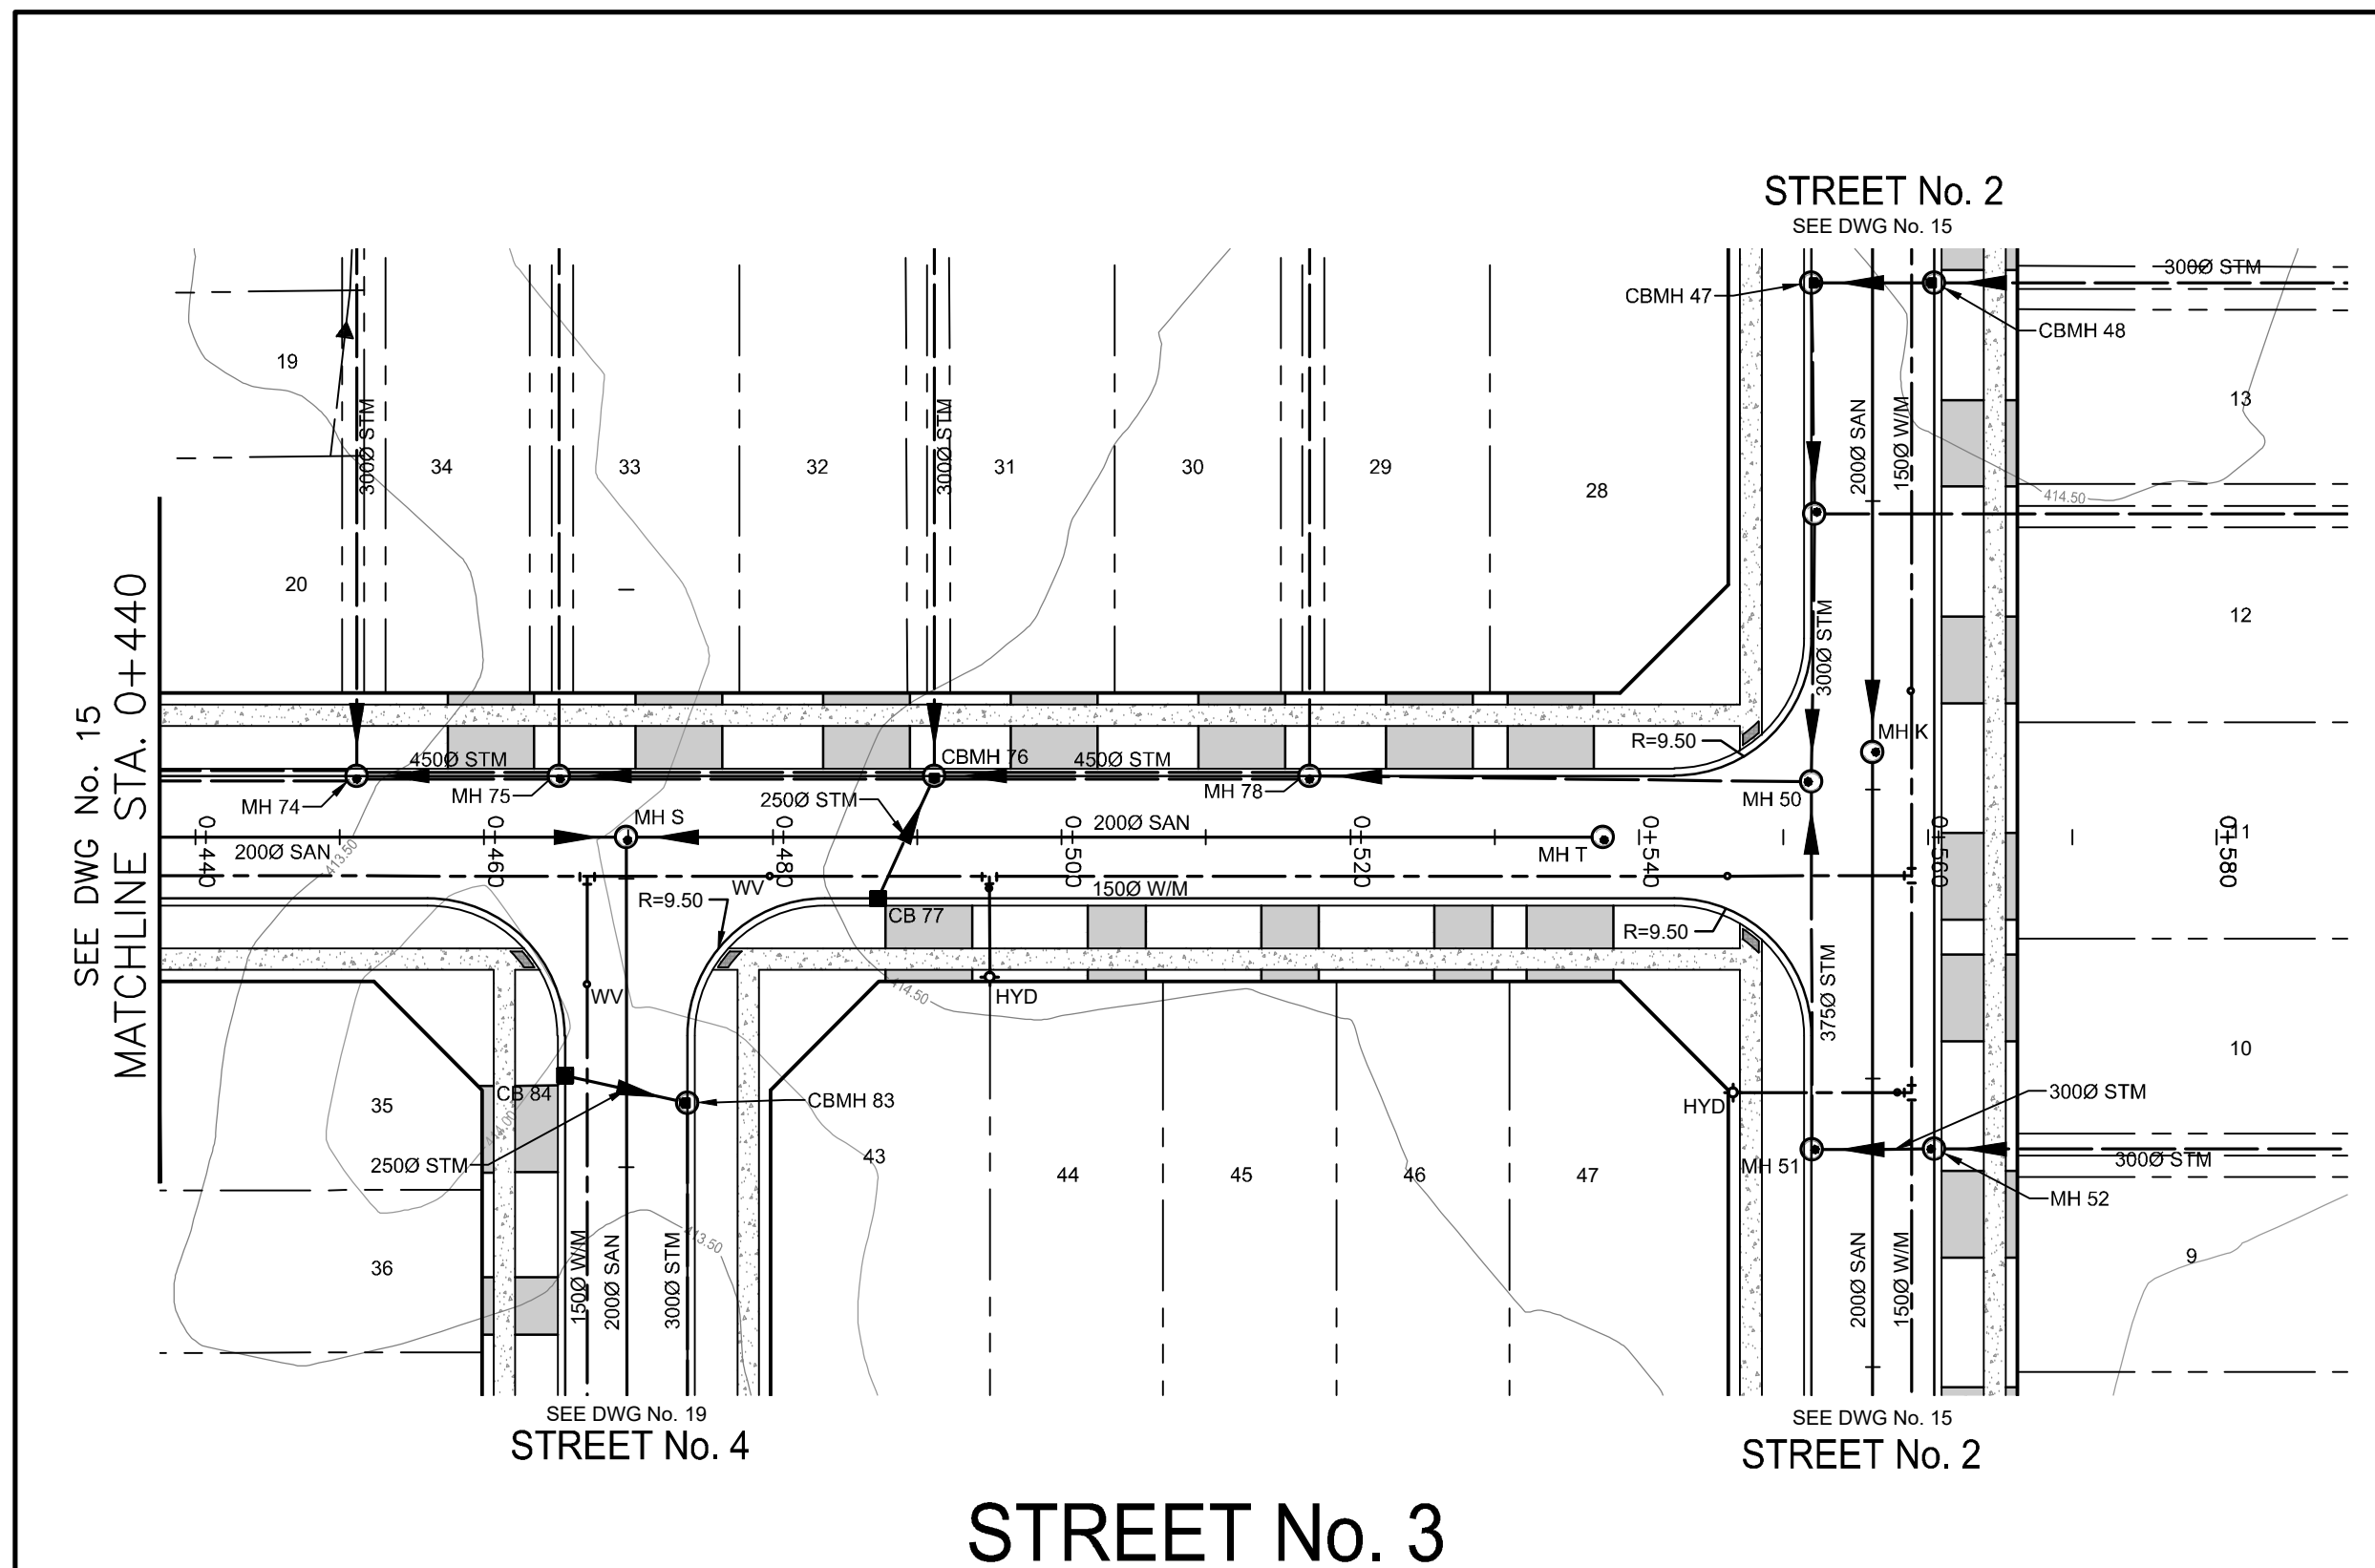 STREET No. 2
SEE DWG No. 15
300Ø STM
CBMH 47
CBMH 48
19
13
300Ø STM
300Ø STM
200Ø SAN
150Ø W/M
34
33
32
31
30
29
28
414.50
20
12
300Ø STM
SEE DWG No. 15
MATCHLINE STA. 0+440
450Ø STM
CBMH 76
450Ø STM
R=9.50
MH K
MH 74
MH 75
250Ø STM
MH 78
MH 50
MH S
0+440
0+460
0+480
0+500
0+520
0+540
0+560
0+580
200Ø SAN
200Ø SAN
MH T
11
413.50
WV
150Ø W/M
R=9.50
CB 77
R=9.50
414.50
WV
HYD
375Ø STM
10
CB 84
CBMH 83
35
HYD
300Ø STM
414.00
250Ø STM
43
44
45
46
47
MH 51
300Ø STM
MH 52
36
150Ø W/M
200Ø SAN
300Ø STM
413.50
200Ø SAN
150Ø W/M
9
SEE DWG No. 19
STREET No. 4
SEE DWG No. 15
STREET No. 2
STREET No. 3